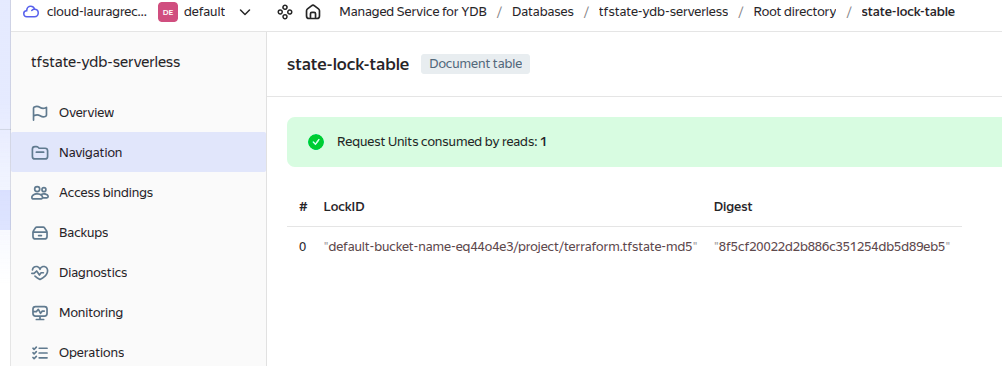 cloud-lauragrec... DE default Managed Service for YDB / Databases / tfstate-ydb-serverless / Root directory / state-lock-table
tfstate-ydb-serverless
Overview
Navigation
Access bindings
Backups
Diagnostics
Monitoring
Operations
state-lock-table Document table
Request Units consumed by reads: 1
# LockID Digest
0 "default-bucket-name-eq44o4e3/project/terraform.tfstate-md5" "8f5cf20022d2b886c351254db5d89eb5"